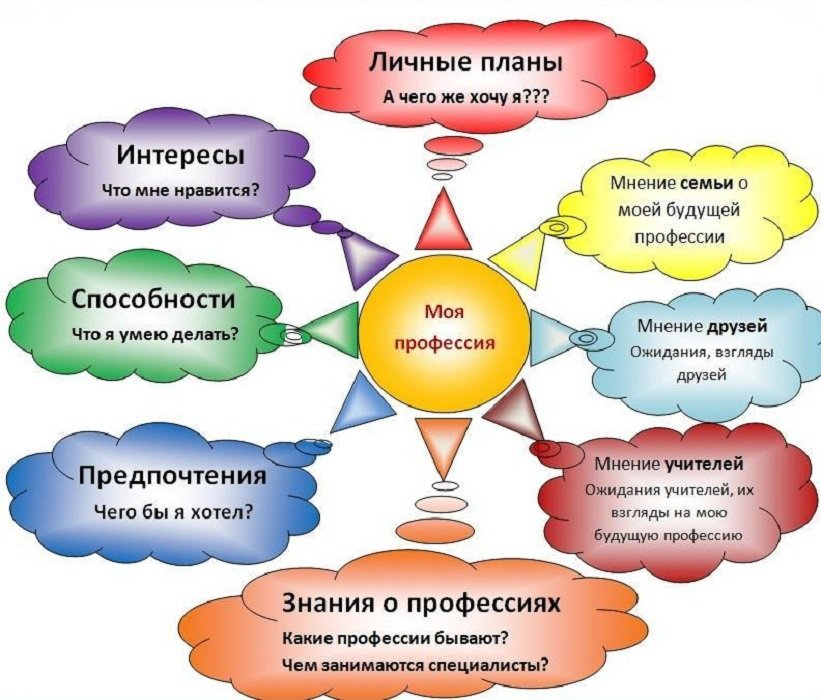 Личные планы
А чего же хочу я???
Интересы
Что мне нравится?
Мнение семьи о
моей будущей
профессии
Способности
Что я умею делать?
Моя
профессия
Мнение друзей
Ожидания, взгляды
друзей
Предпочтения
Чего бы я хотел?
Мнение учителей
Ожидания учителей, их
взгляды на мою
будущую профессию
Знания о профессиях
Какие профессии бывают?
Чем занимаются специалисты?